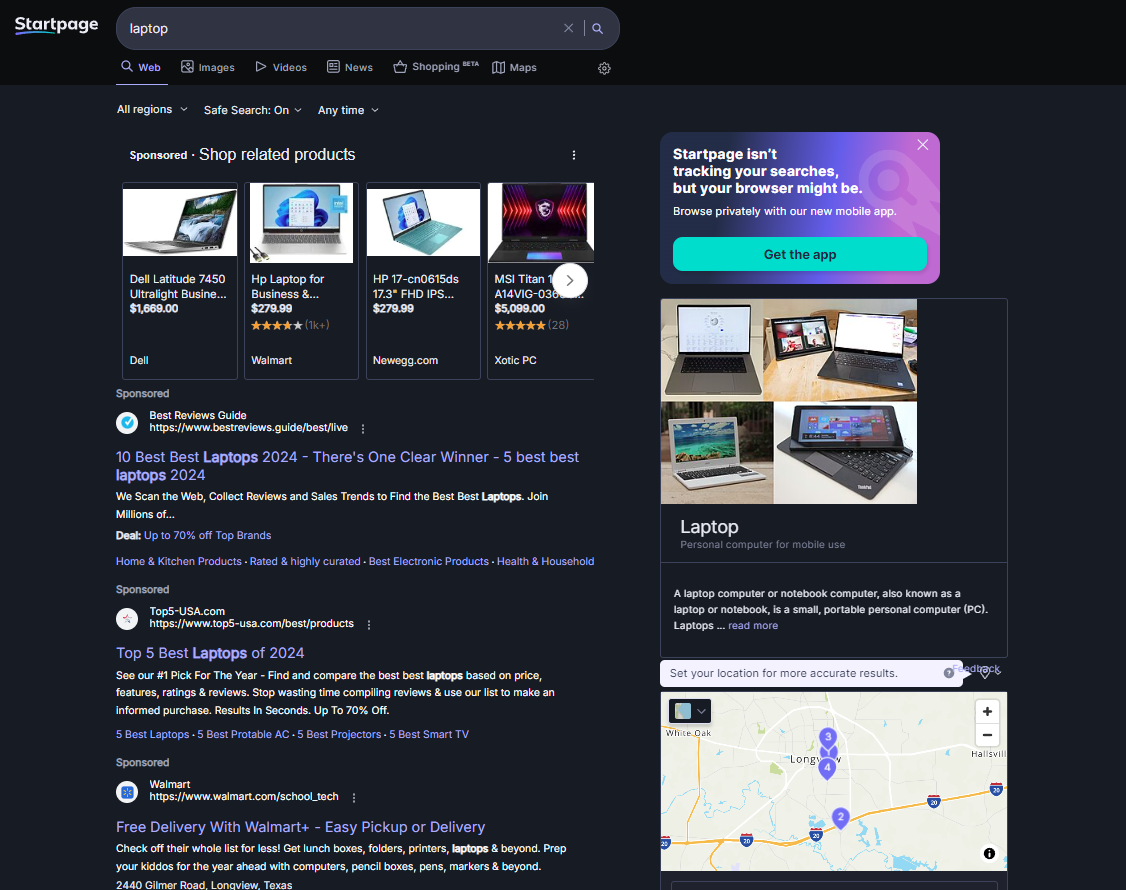 Startpage
laptop
Web
Images
Videos
News
Shopping BETA
Maps
All regions
Safe Search: On
Any time
Sponsored · Shop related products
Dell Latitude 7450
Ultralight Busine...
$1,669.00
Dell
Hp Laptop for
Business &...
$279.99
(1k+)
Walmart
HP 17-cn0615ds
17.3" FHD IPS...
$279.99
Newegg.com
MSI Titan
$5,099.00
(28)
Xotic PC
Sponsored
Best Reviews Guide
https://www.bestreviews.guide/best/live
10 Best Best Laptops 2024 - There's One Clear Winner - 5 best best
laptops 2024
We Scan the Web, Collect Reviews and Sales Trends to Find the Best Best Laptops. Join
Millions of...
Deal: Up to 70% off Top Brands
Home & Kitchen Products · Rated & highly curated · Best Electronic Products · Health & Household
Sponsored
Top5-USA.com
https://www.top5-usa.com/best/products
Top 5 Best Laptops of 2024
See our #1 Pick For The Year - Find and compare the best best laptops based on price,
features, ratings & reviews. Stop wasting time compiling reviews & use our list to make an
informed purchase. Results In Seconds. Up To 70% Off.
5 Best Laptops · 5 Best Protable AC · 5 Best Projectors · 5 Best Smart TV
Sponsored
Walmart
https://www.walmart.com/school_tech
Free Delivery With Walmart+ - Easy Pickup or Delivery
Check off their whole list for less! Get lunch boxes, folders, printers, laptops & beyond. Prep
your kiddos for the year ahead with computers, pencil boxes, pens, markers & beyond.
2440 Gilmer Road, Longview, Texas
Startpage isn't
tracking your searches,
but your browser might be.
Browse privately with our new mobile app.
Get the app
Laptop
Personal computer for mobile use
A laptop computer or notebook computer, also known as a
laptop or notebook, is a small, portable personal computer (PC).
Laptops ... read more
Feedback
Set your location for more accurate results.
White Oak
Hallsvill
3
4
2
20
20
20
20
20